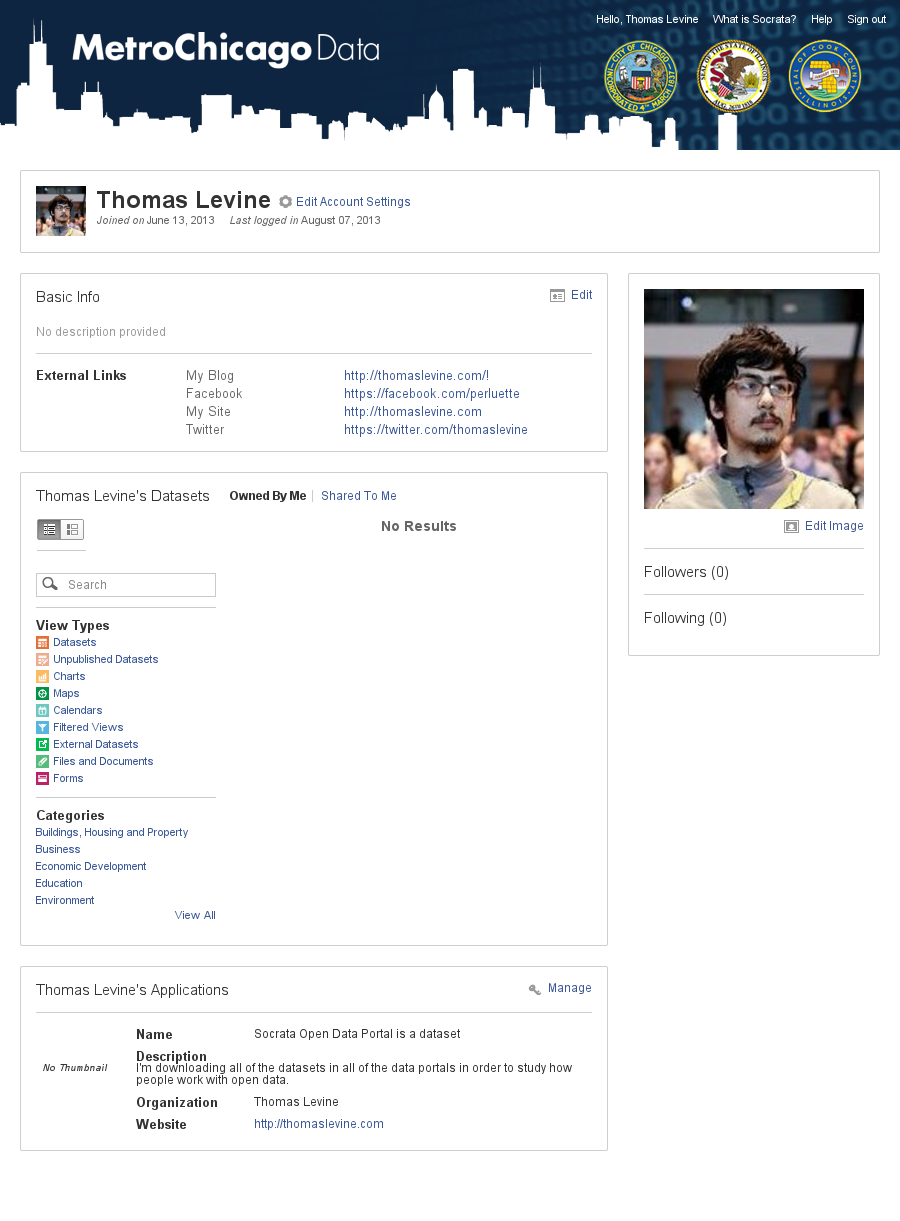 Hello, Thomas Levine What is Socrata? Help Sign out
MetroChicago Data
CITY OF CHICAGO
INCORPORATED 4TH MARCH 1837
SEAL OF THE STATE OF ILLINOIS
AUG. 26TH 1818
SEAL OF COOK COUNTY
ILLINOIS
Thomas Levine Edit Account Settings
Joined on June 13, 2013 Last logged in August 07, 2013
Basic Info Edit
No description provided
External Links My Blog http://thomaslevine.com/!
Facebook https://facebook.com/perluette
My Site http://thomaslevine.com
Twitter https://twitter.com/thomaslevine
Edit Image
Followers (0)
Following (0)
Thomas Levine's Datasets Owned By Me Shared To Me
No Results
Search
View Types
Datasets
Unpublished Datasets
Charts
Maps
Calendars
Filtered Views
External Datasets
Files and Documents
Forms
Categories
Buildings, Housing and Property
Business
Economic Development
Education
Environment
View All
Thomas Levine's Applications Manage
No Thumbnail
Name Socrata Open Data Portal is a dataset
Description
I'm downloading all of the datasets in all of the data portals in order to study how
people work with open data.
Organization Thomas Levine
Website http://thomaslevine.com